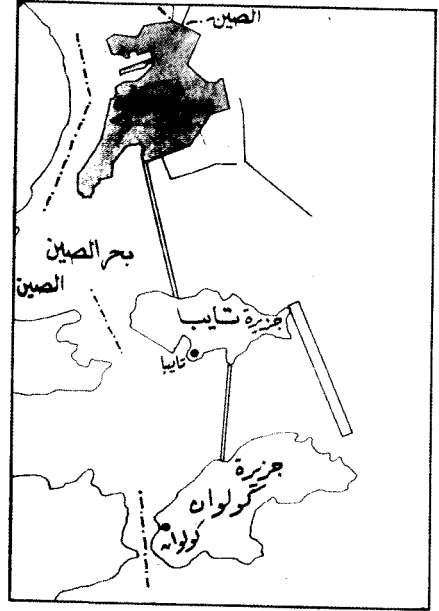 الصين
بحر الصين
الصين
جزيرة تايبا
تايبا
جزيرة
كولوان
كولوان